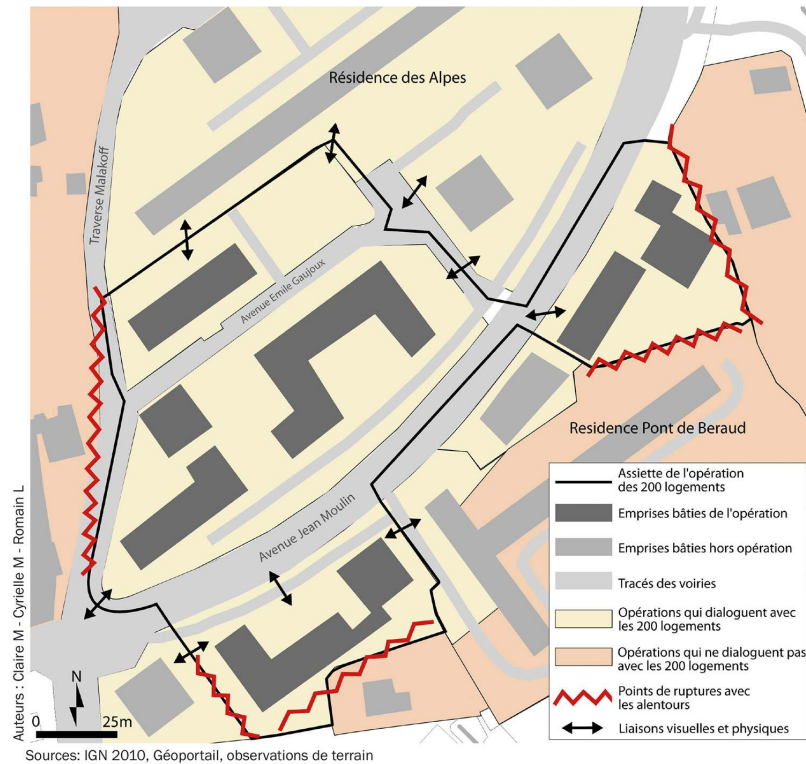 Résidence des Alpes
Traverse Malakoff
Avenue Emile Gaujoux
Residence Pont de Beraud
Avenue Jean Moulin
Assiette de l'opération
des 200 logements
Emprises bâties de l'opération
Emprises bâties hors opération
Tracés des voiries
Opérations qui dialoguent avec
les 200 logements
Opérations qui ne dialoguent pas
avec les 200 logements
Points de ruptures avec
les alentours
Liaisons visuelles et physiques
Auteurs : Claire M - Cyrielle M - Romain L
N
0 25m
Sources: IGN 2010, Géoportail, observations de terrain